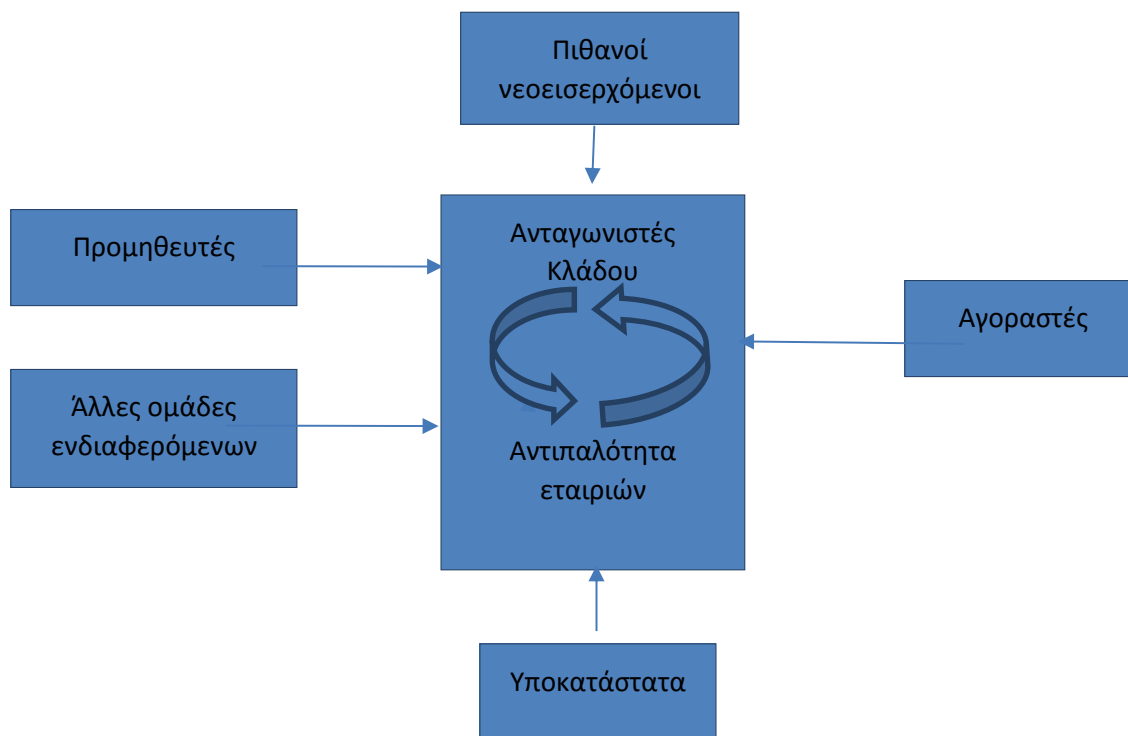 Πιθανοί
νεοεισερχόμενοι
Προμηθευτές
Ανταγωνιστές
Κλάδου
Αγοραστές
Άλλες ομάδες
ενδιαφερόμενων
Αντιπαλότητα
εταιριών
Υποκατάστατα